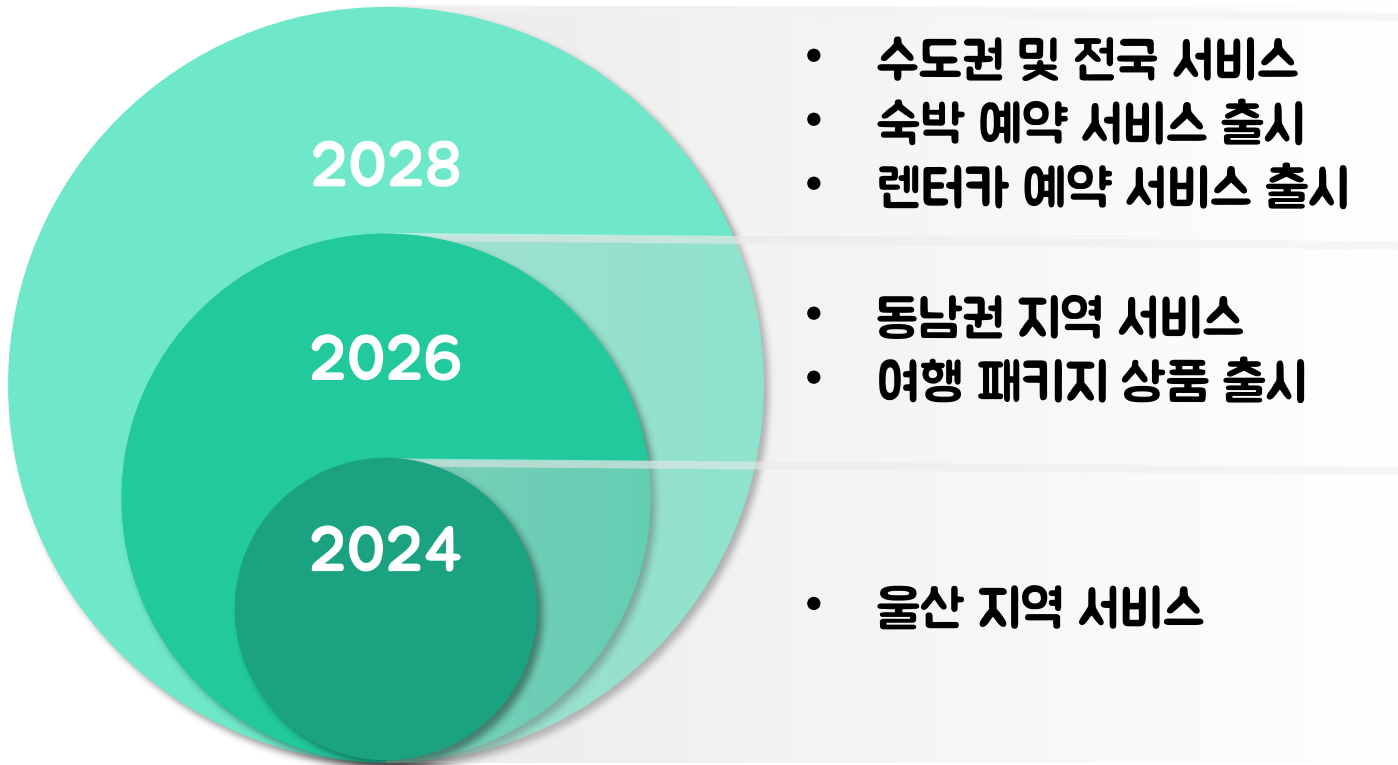 2028
• 수도권 및 전국 서비스
• 숙박 예약 서비스 출시
• 렌터카 예약 서비스 출시
2026
• 동남권 지역 서비스
• 여행 패키지 상품 출시
2024
• 울산 지역 서비스